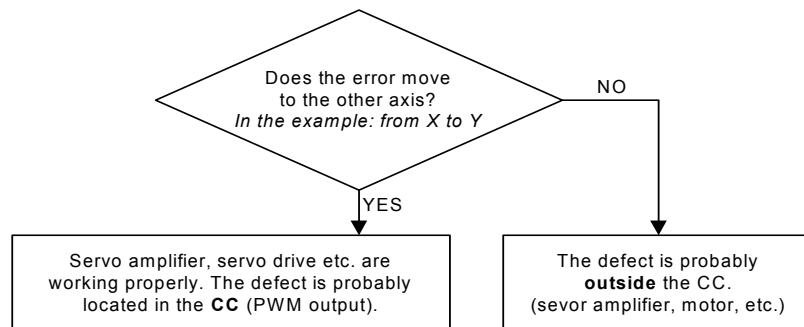 Does the error move
to the other axis?
In the example: from X to Y
NO
YES
Servo amplifier, servo drive etc. are
working properly. The defect is probably
located in the CC (PWM output).
The defect is probably
outside the CC.
(sevor amplifier, motor, etc.)